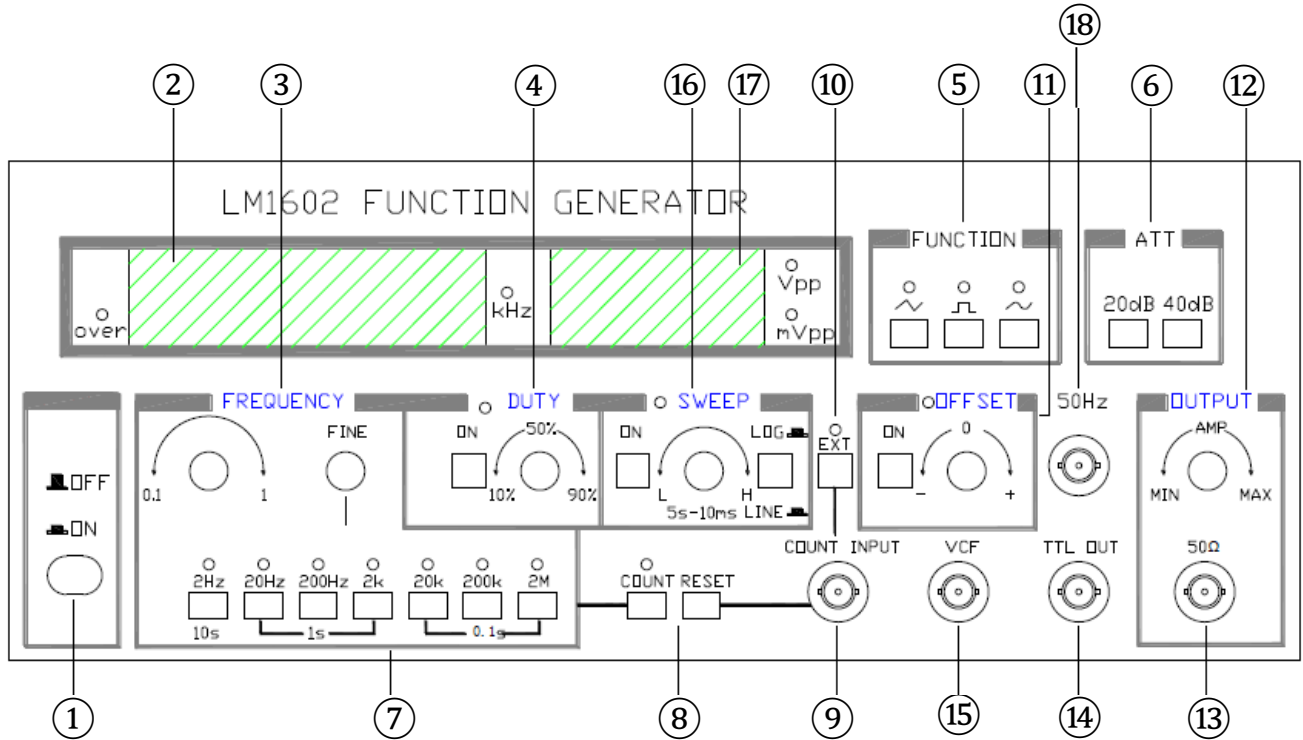 ⑱
② ③ ④ ⑯ ⑰ ⑩ ⑤ ⑪ ⑥ ⑫
LM1602 FUNCTION GENERATOR
FUNCTION
ATT
over
kHz
Vpp
mVpp
20dB 40dB
FREQUENCY
DUTY
SWEEP
OFFSET
50Hz
OUTPUT
OFF
ON
0.1 1
FINE
ON
50%
10% 90%
ON
LOG
L H
5s-10ms LINE
EXT
ON
0
- +
AMP
MIN MAX
2Hz 20Hz 200Hz 2k 20k 200k 2M
10s 1s 0.1s
COUNT RESET
COUNT INPUT
VCF
TTL OUT
50Ω
① ⑦ ⑧ ⑨ ⑮ ⑭ ⑬